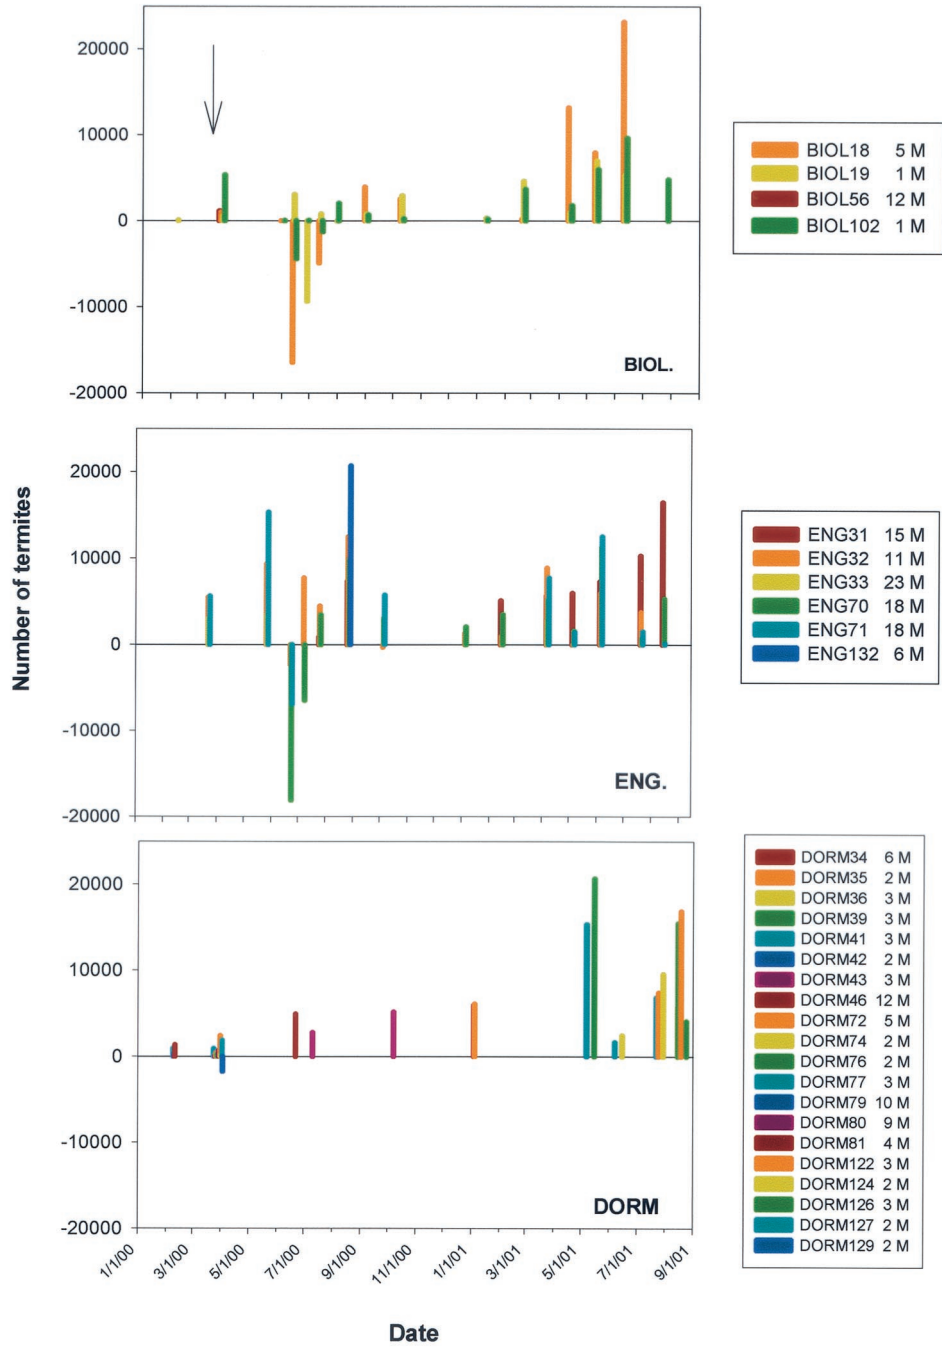 20000
10000
0
-10000
-20000
BIOL.
BIOL18 5 M
BIOL19 1 M
BIOL56 12 M
BIOL102 1 M
Number of termites
20000
10000
0
-10000
-20000
ENG.
ENG31 15 M
ENG32 11 M
ENG33 23 M
ENG70 18 M
ENG71 18 M
ENG132 6 M
20000
10000
0
-10000
-20000
DORM
DORM34 6 M
DORM35 2 M
DORM36 3 M
DORM39 3 M
DORM41 3 M
DORM42 2 M
DORM43 3 M
DORM46 12 M
DORM72 5 M
DORM74 2 M
DORM76 2 M
DORM77 3 M
DORM79 10 M
DORM80 9 M
DORM81 4 M
DORM122 3 M
DORM124 2 M
DORM126 3 M
DORM127 2 M
DORM129 2 M
1/1/00 3/1/00 5/1/00 7/1/00 9/1/00 11/1/00 1/1/01 3/1/01 5/1/01 7/1/01 9/1/01
Date